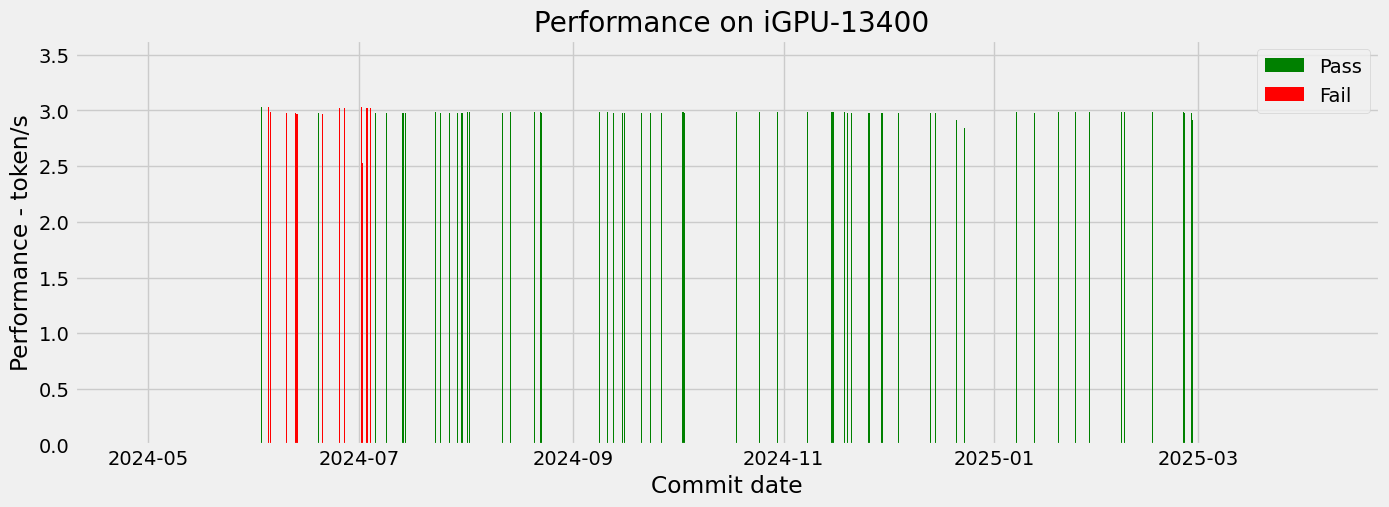 Performance on iGPU-13400
Performance - token/s
3.5
3.0
2.5
2.0
1.5
1.0
0.5
0.0
Pass
Fail
2024-05 2024-07 2024-09 2024-11 2025-01 2025-03
Commit date